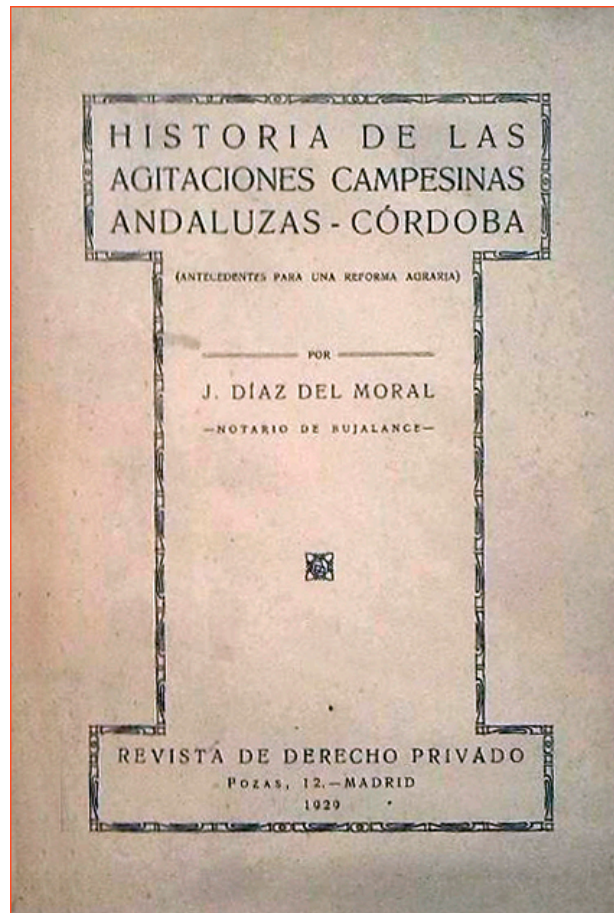 HISTORIA DE LAS
AGITACIONES CAMPESINAS
ANDALUZAS - CÓRDOBA
(ANTECEDENTES PARA UNA REFORMA AGRARIA)
POR
J. DÍAZ DEL MORAL
—NOTARIO DE BUJALANCE—
REVISTA DE DERECHO PRIVADO
POZAS, 12.—MADRID
1929